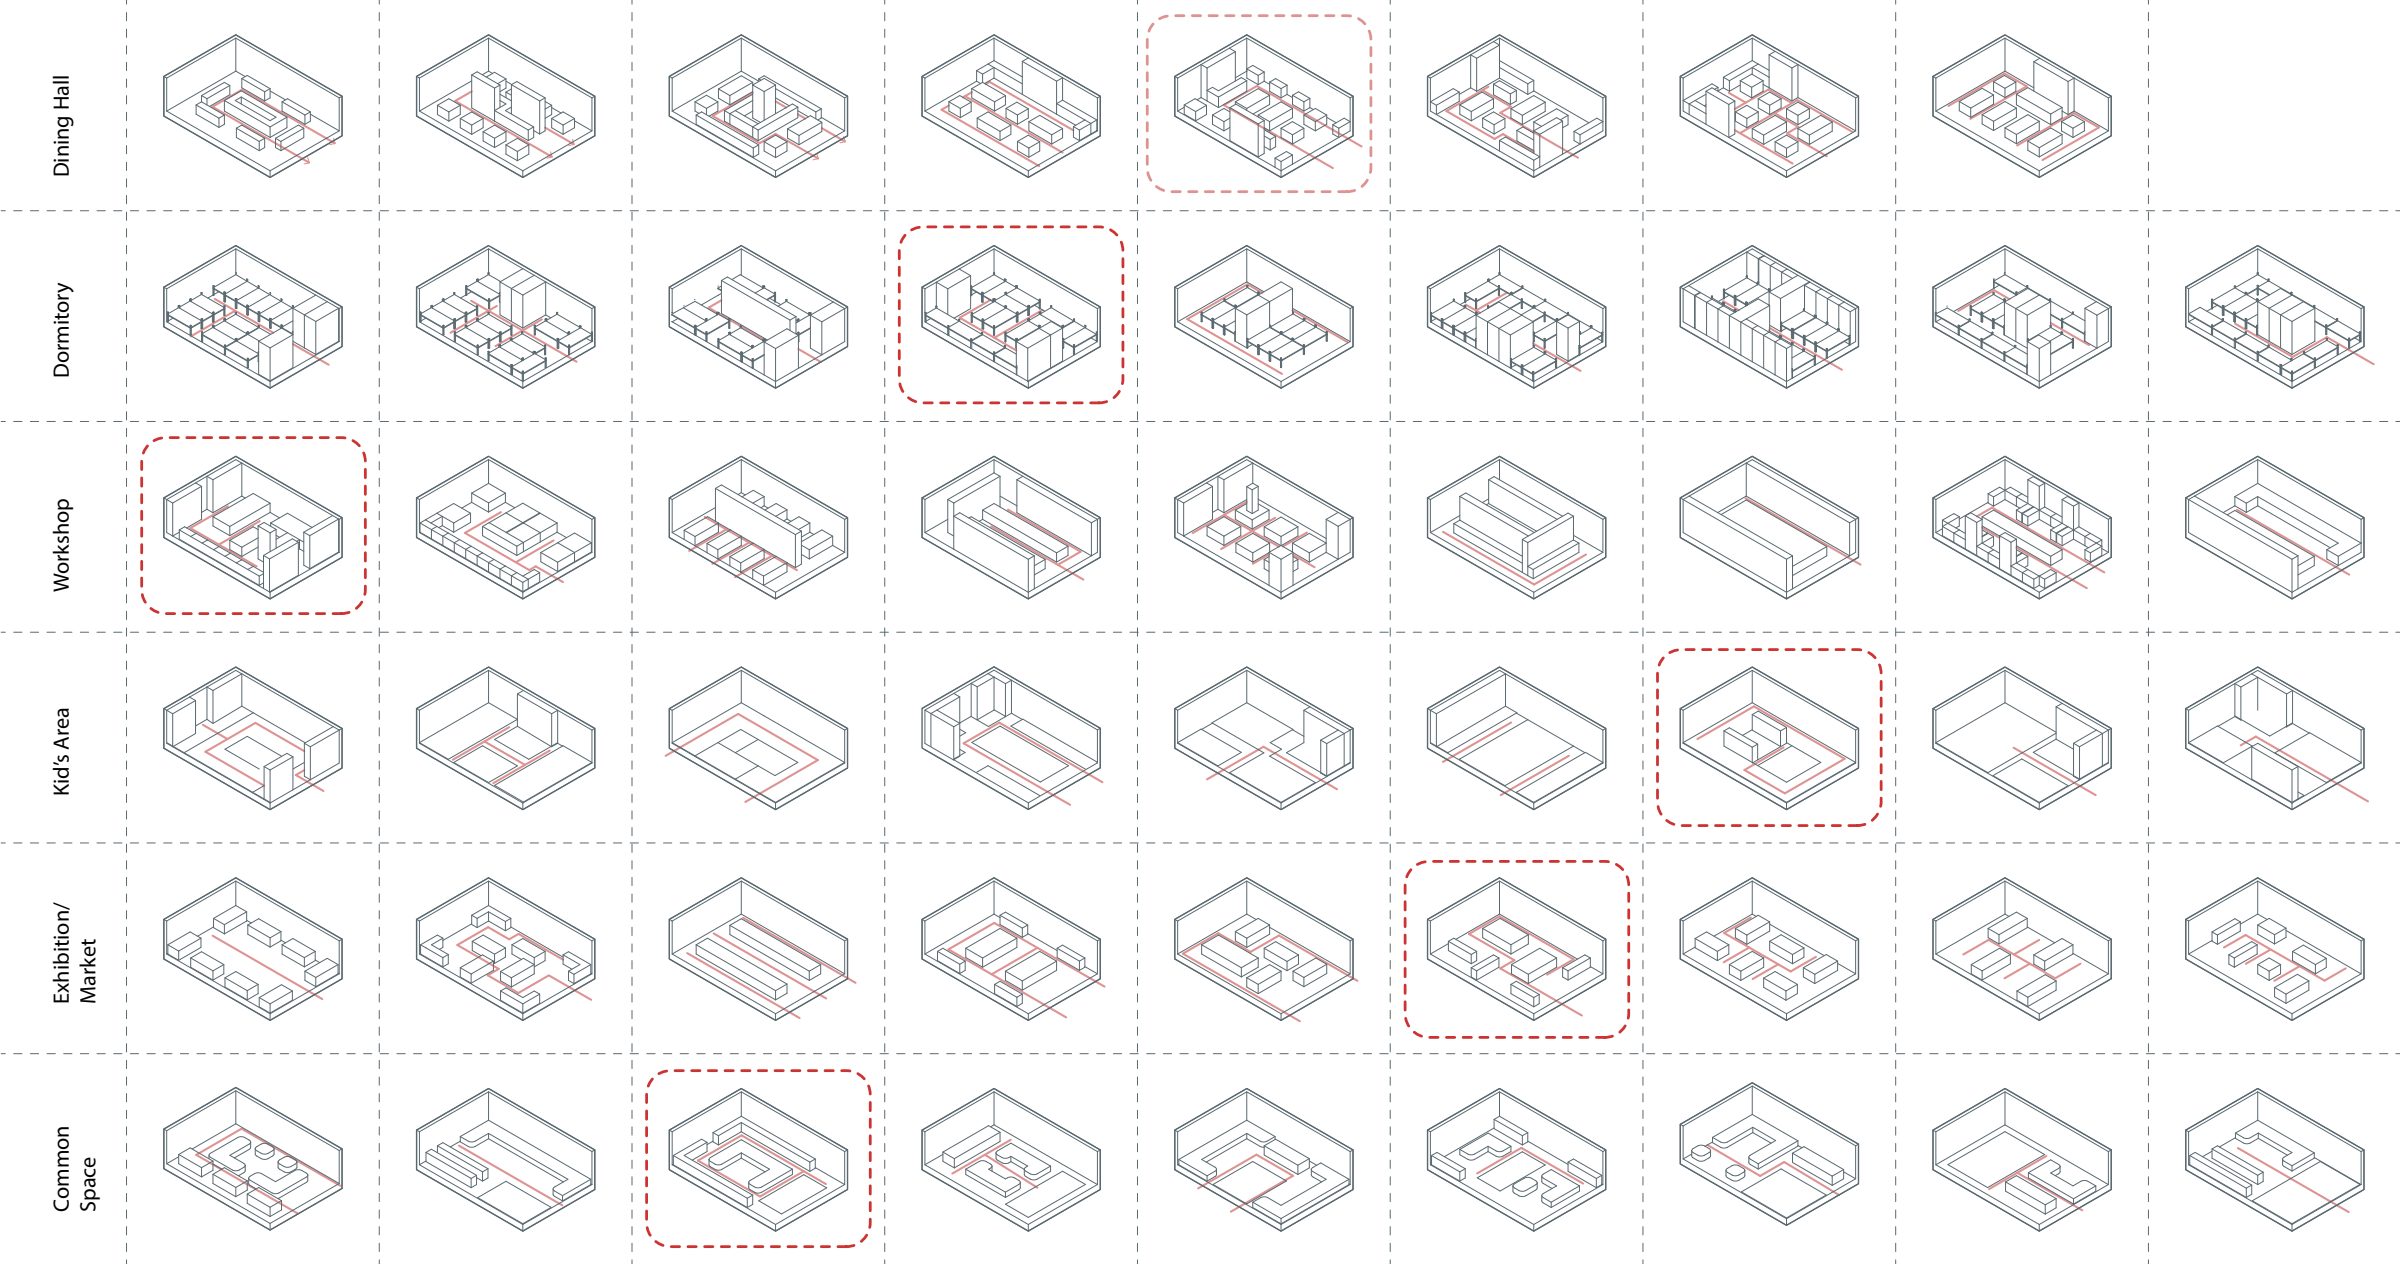 Dining Hall
Dormitory
Workshop
Kid's Area
Exhibition/
Market
Common
Space